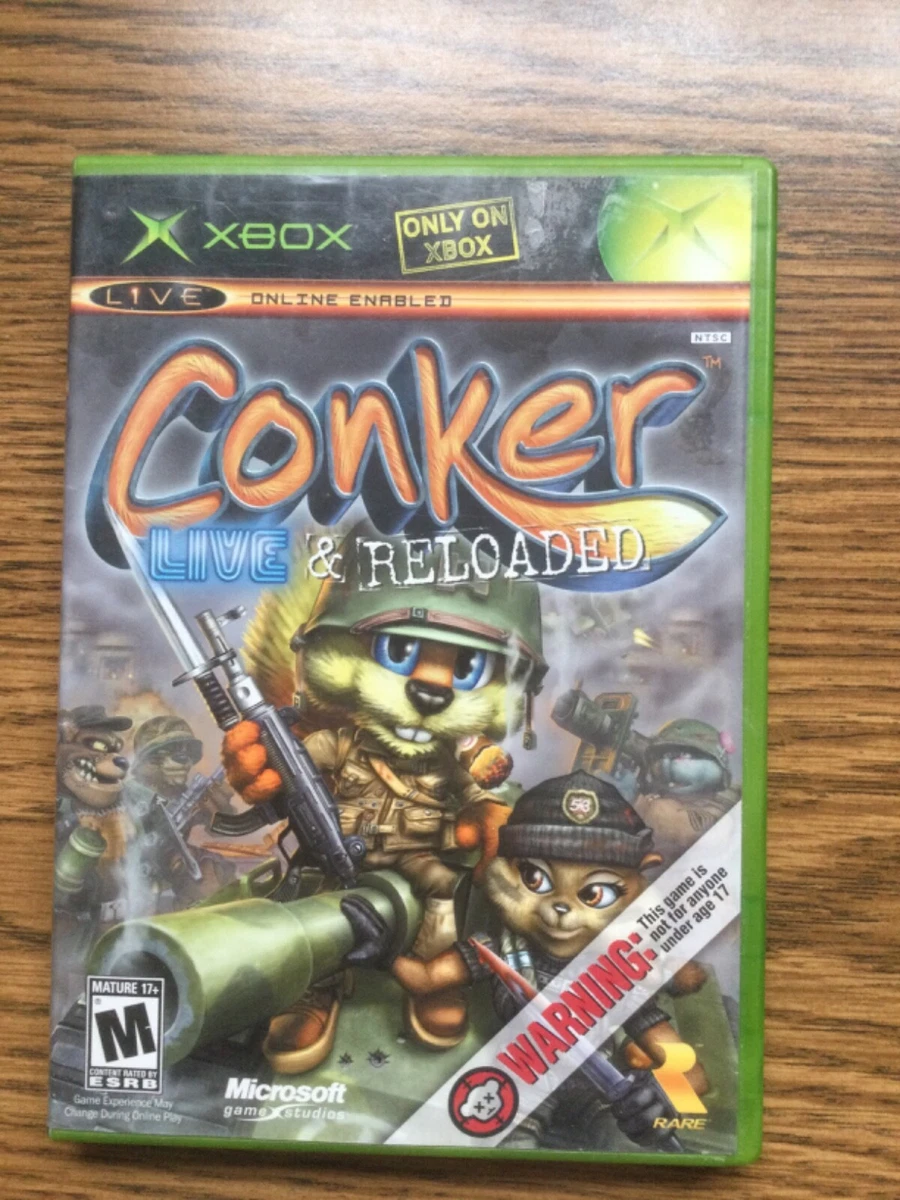 XBOX
ONLY ON
XBOX
LIVE
ONLINE ENABLED
NTSC
Conker
TM
LIVE & RELOADED
58
WARNING:
This game is
not for anyone
under age 17
MATURE 17+
M
®
CONTENT RATED BY
ESRB
Game Experience May
Change During Online Play
Microsoft
game studios
R
RARE